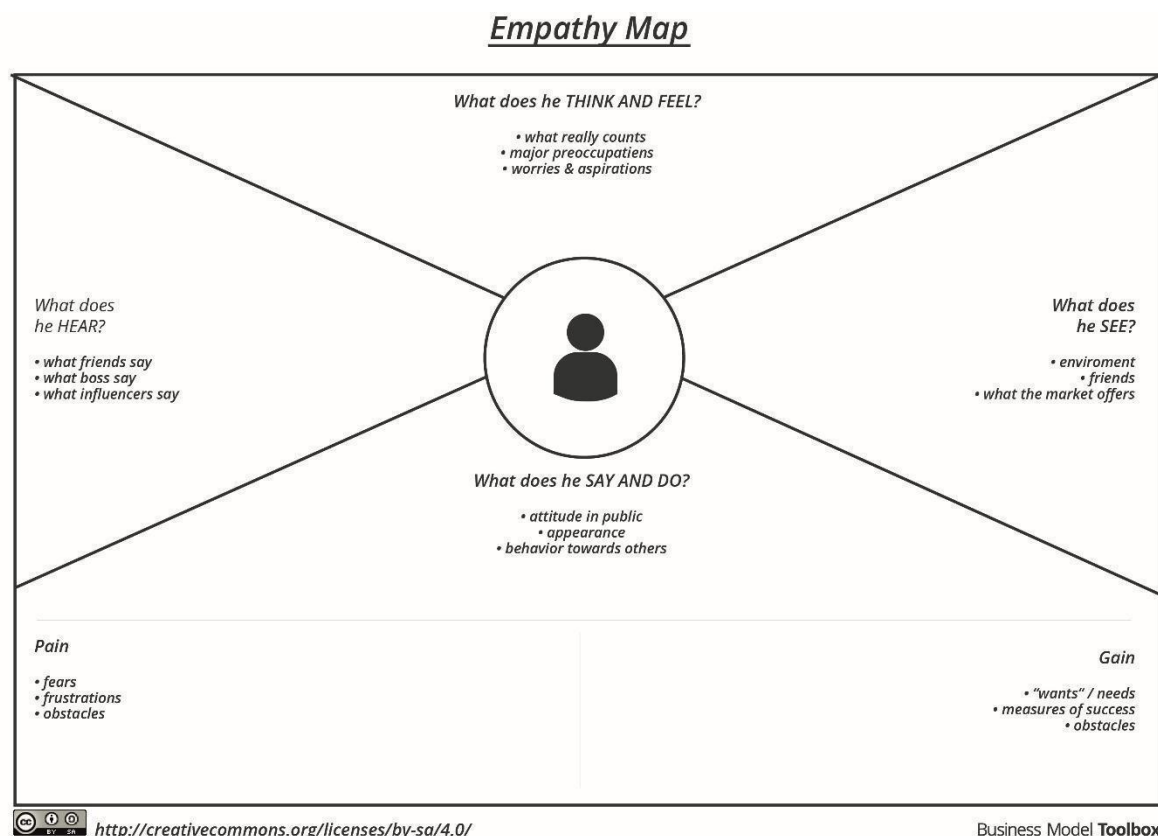 Empathy Map
What does he THINK AND FEEL?
• what really counts
• major preoccupatiens
• worries & aspirations
What does
he HEAR?
• what friends say
• what boss say
• what influencers say
What does
he SEE?
• enviroment
• friends
• what the market offers
What does he SAY AND DO?
• attitude in public
• appearance
• behavior towards others
Pain
• fears
• frustrations
• obstacles
Gain
• “wants” / needs
• measures of success
• obstacles
cc BY SA
http://creativecommons.org/licenses/by-sa/4.0/
Business Model Toolbox